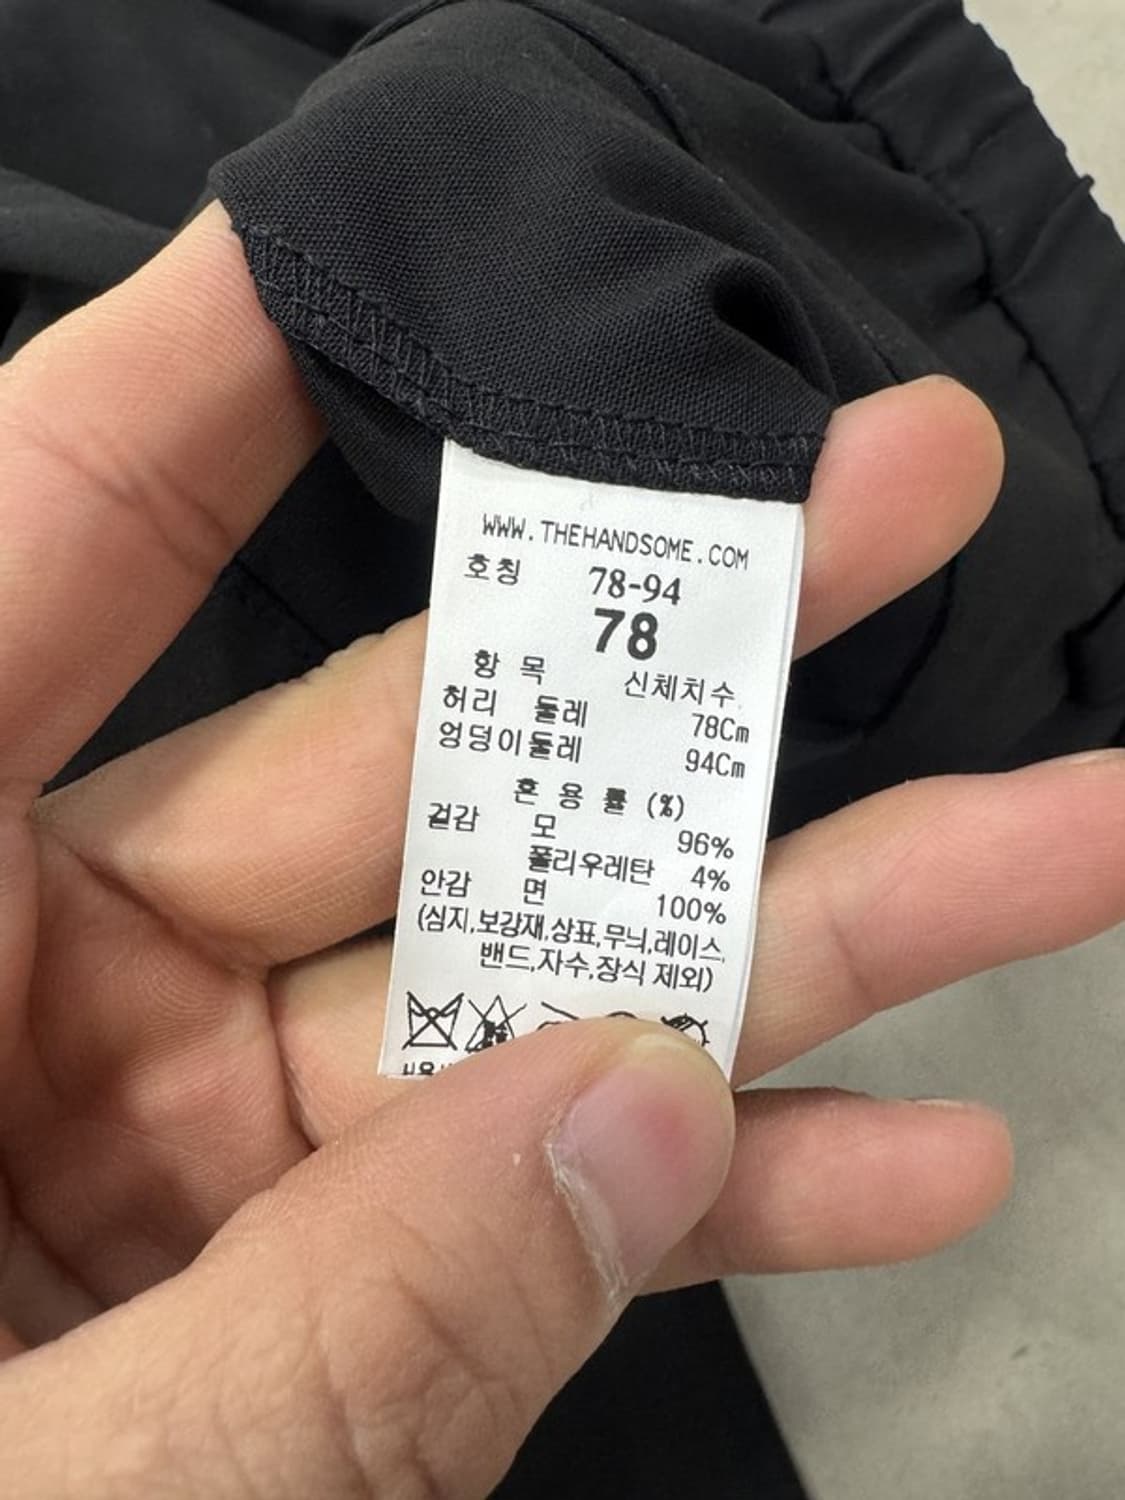 WWW.THEHANDSOME.COM
호칭 78-94
78
항 목 신체치수
허리 둘레 78Cm
엉덩이둘레 94Cm
혼 용 률 (%)
겉감 모 96%
폴리우레탄 4%
안감 면 100%
(심지,보강재,상표,무늬,레이스,
밴드,자수,장식 제외)